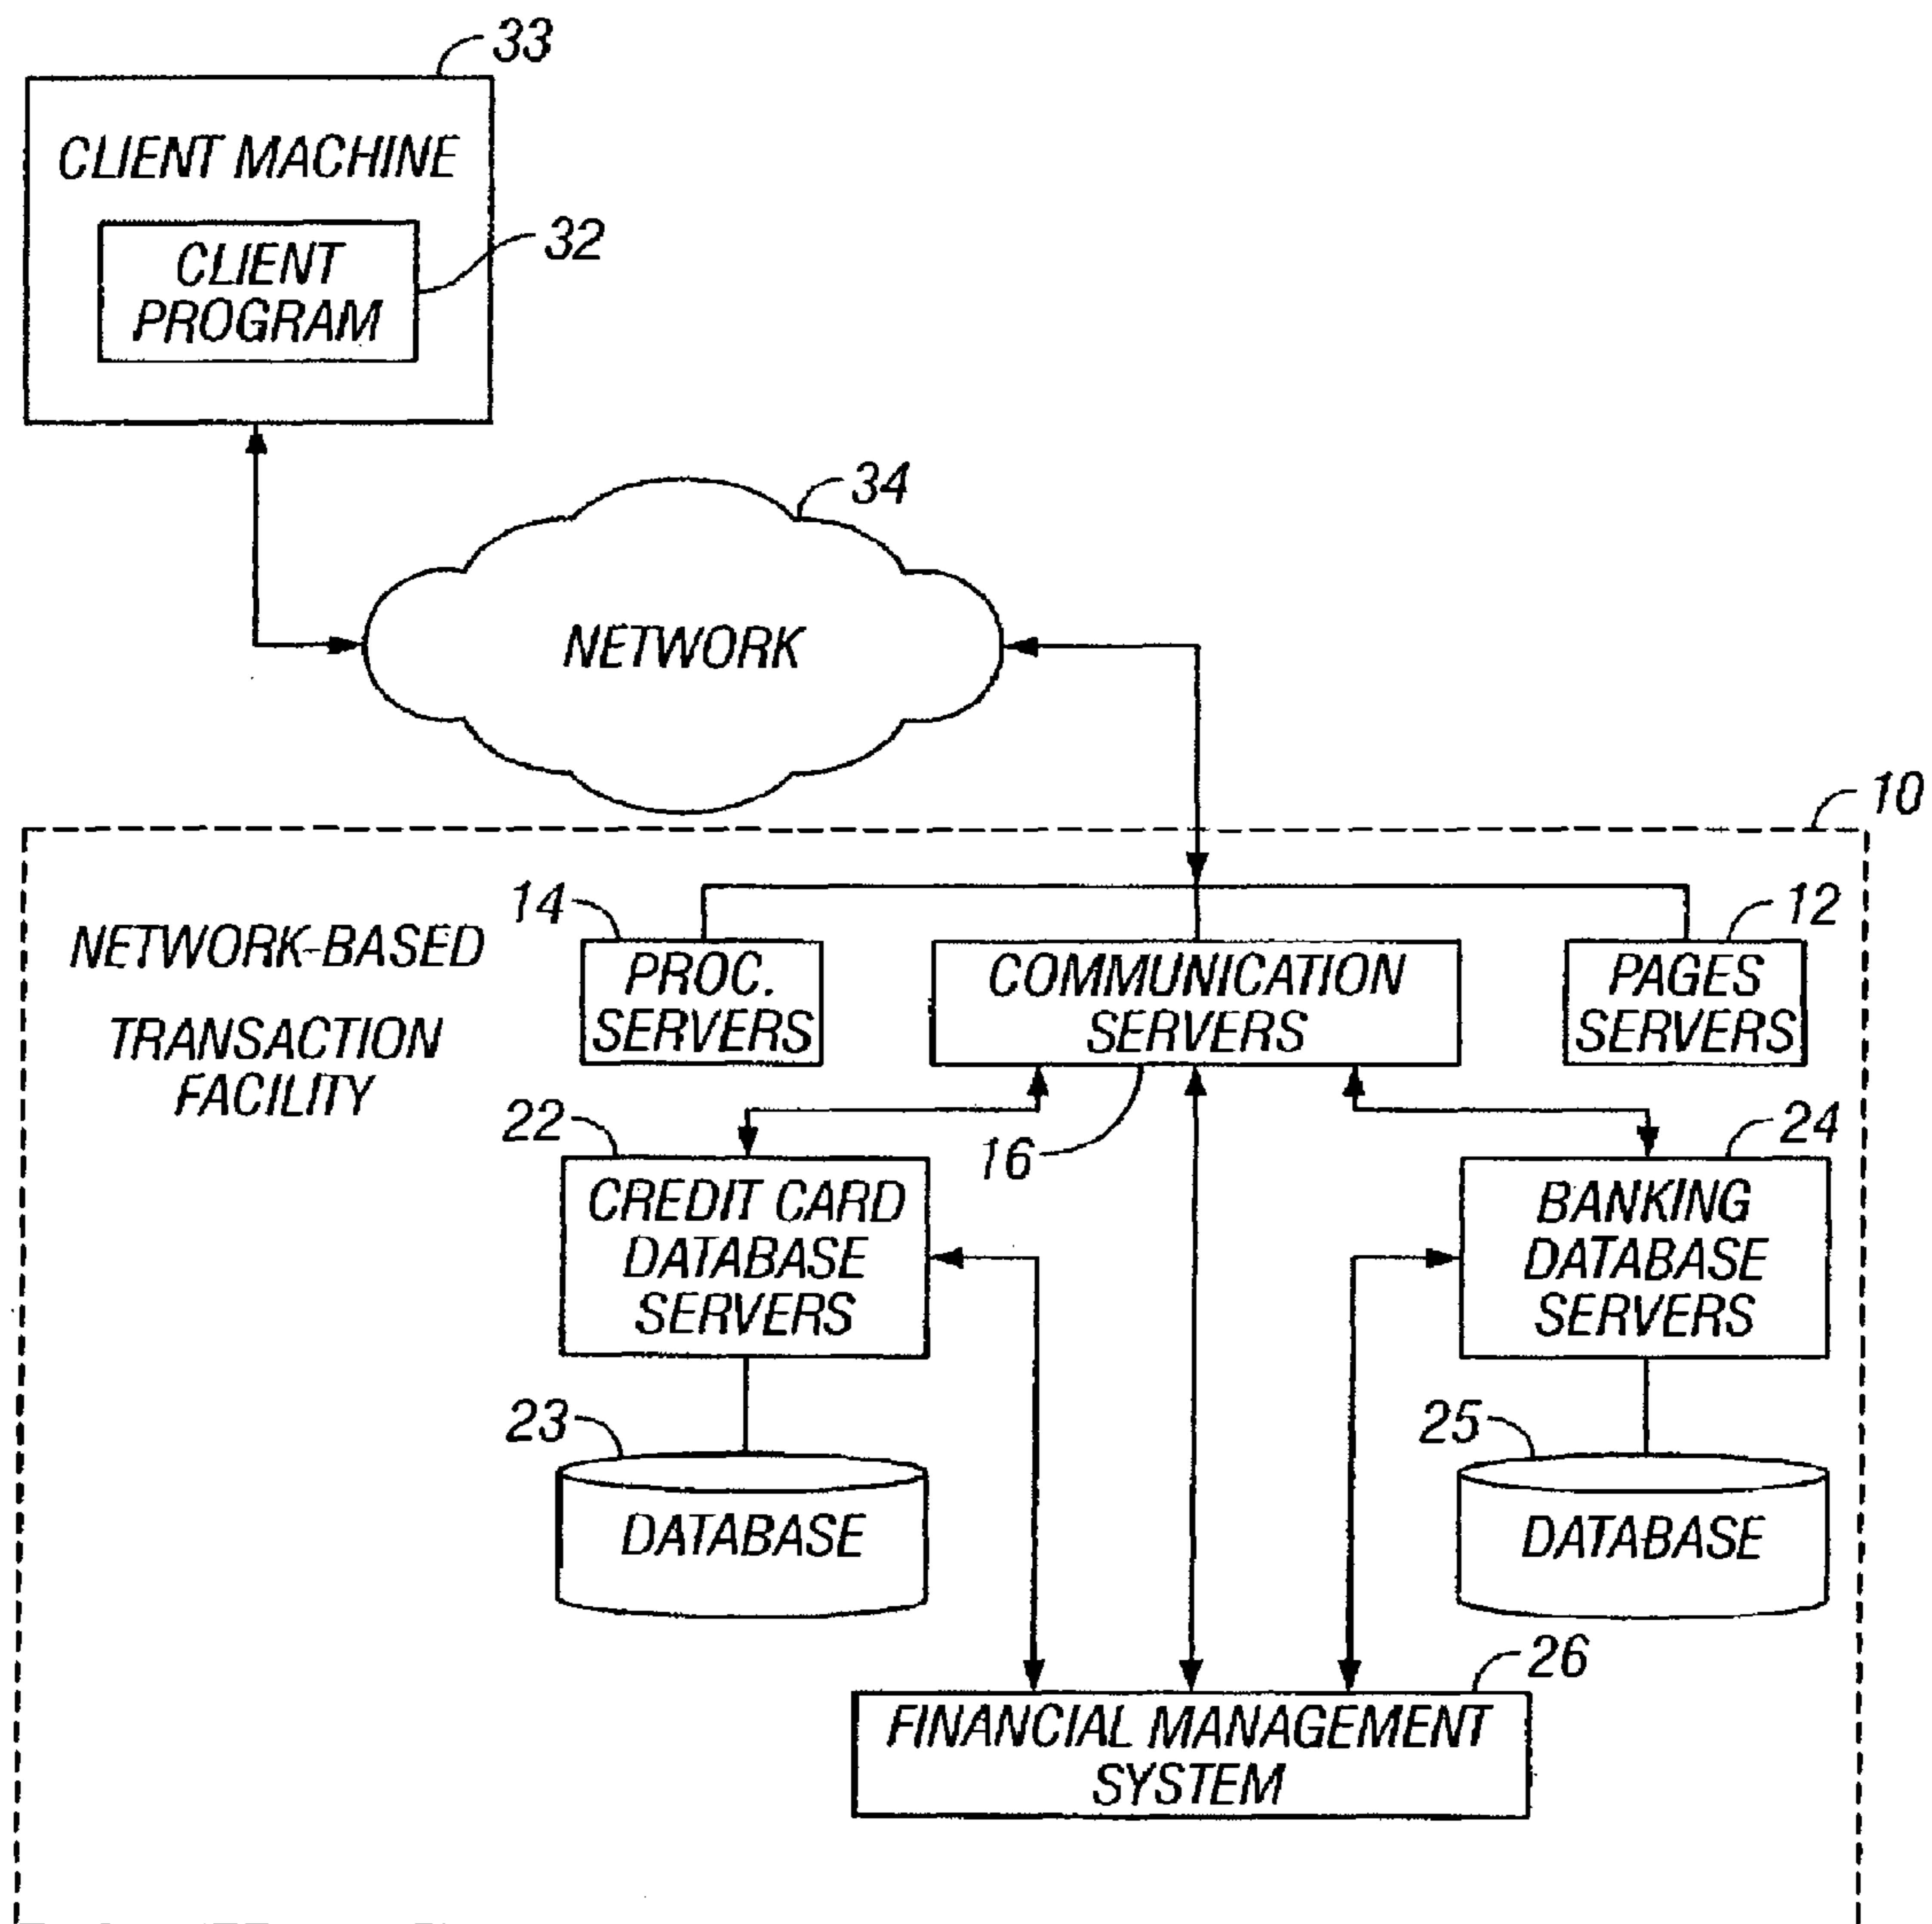 33
CLIENT MACHINE
32
CLIENT
PROGRAM
34
NETWORK
10
NETWORK-BASED
TRANSACTION
FACILITY
14
PROC.
SERVERS
COMMUNICATION
SERVERS
12
PAGES
SERVERS
22
16
24
CREDIT CARD
DATABASE
SERVERS
BANKING
DATABASE
SERVERS
23
DATABASE
25
DATABASE
26
FINANCIAL MANAGEMENT
SYSTEM